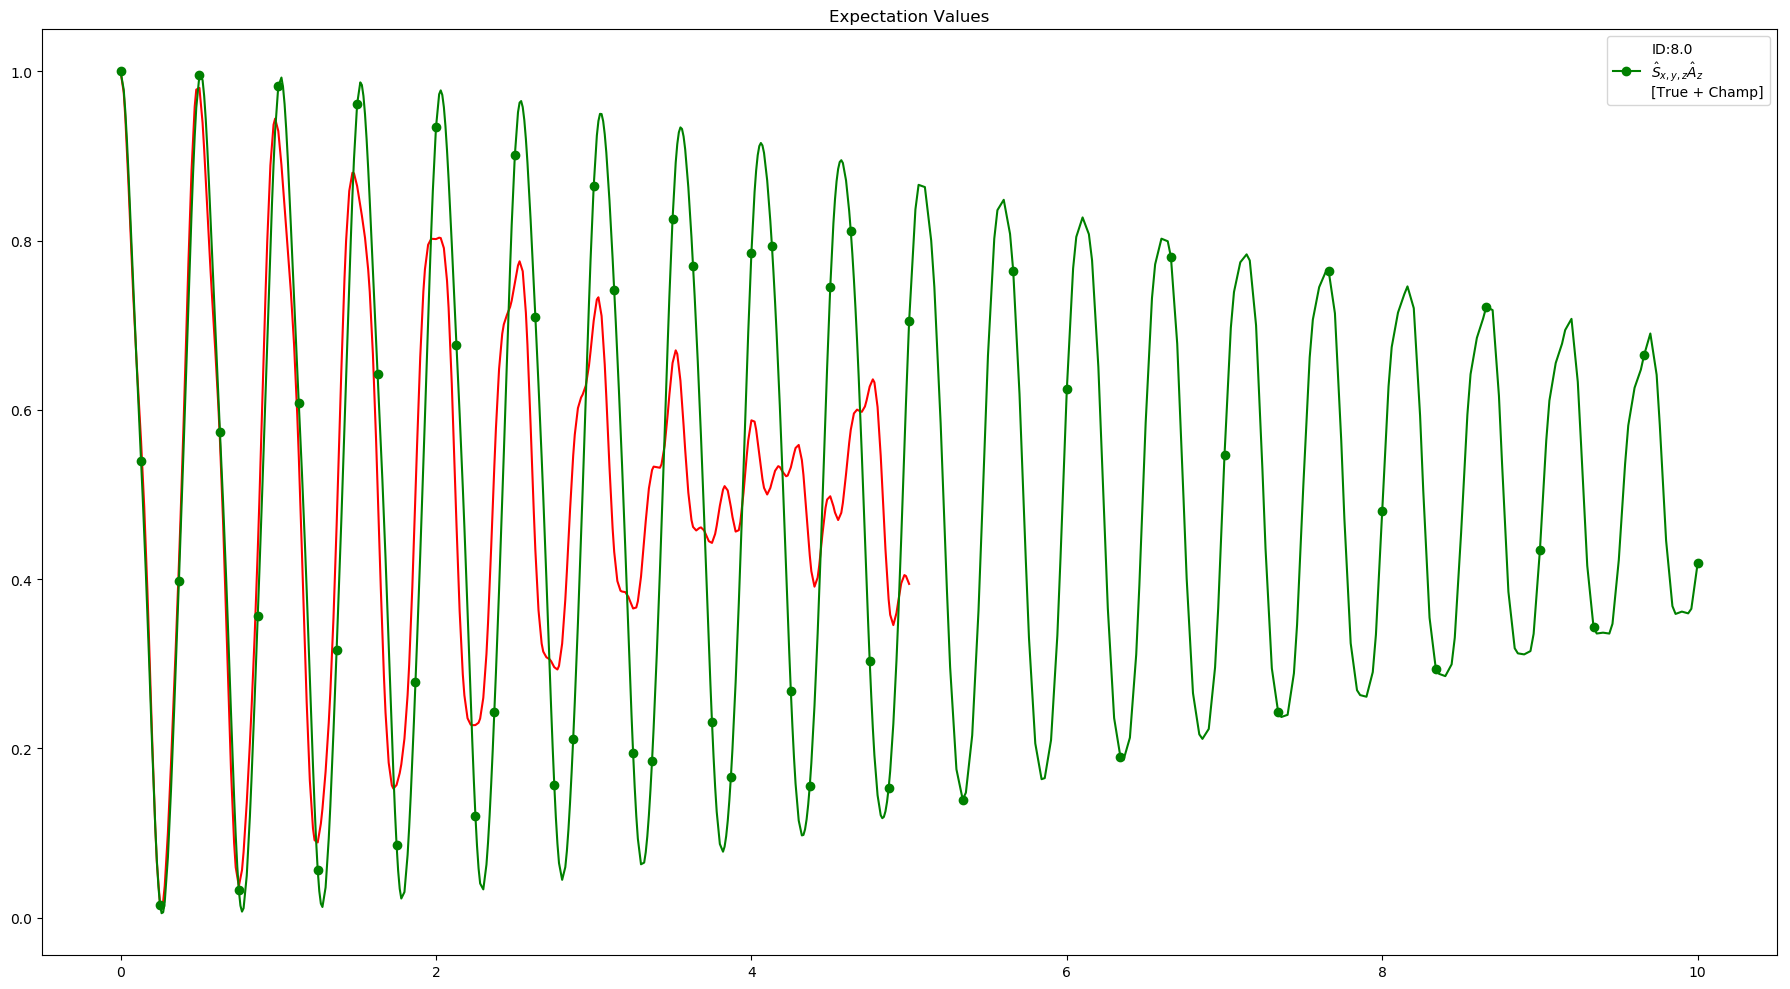 Expectation Values
ID:8.0
$\hat{S}_{x,y,z}\hat{A}_z$
[True + Champ]
1.0
0.8
0.6
0.4
0.2
0.0
0 2 4 6 8 10